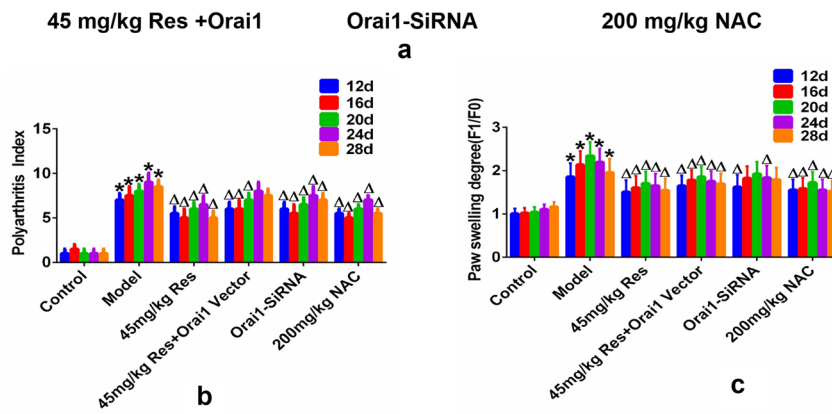 45 mg/kg Res +Orai1 Orai1-SiRNA 200 mg/kg NAC
a
12d
16d
20d
24d
28d
15
10
5
0
Polyarthritis Index
* * * * *
Δ Δ Δ Δ
Δ Δ Δ
Δ Δ Δ Δ
Δ Δ Δ Δ Δ
Control
Model
45mg/kg Res
45mg/kg Res+Orai1 Vector
Orai1-SiRNA
200mg/kg NAC
b
12d
16d
20d
24d
28d
3
2
1
0
Paw swelling degree(F1/F0)
* * * * *
Δ Δ Δ Δ Δ
Δ Δ Δ Δ Δ
Δ Δ
Δ Δ Δ Δ Δ
Control
Model
45mg/kg Res
45mg/kg Res+Orai1 Vector
Orai1-SiRNA
200mg/kg NAC
c